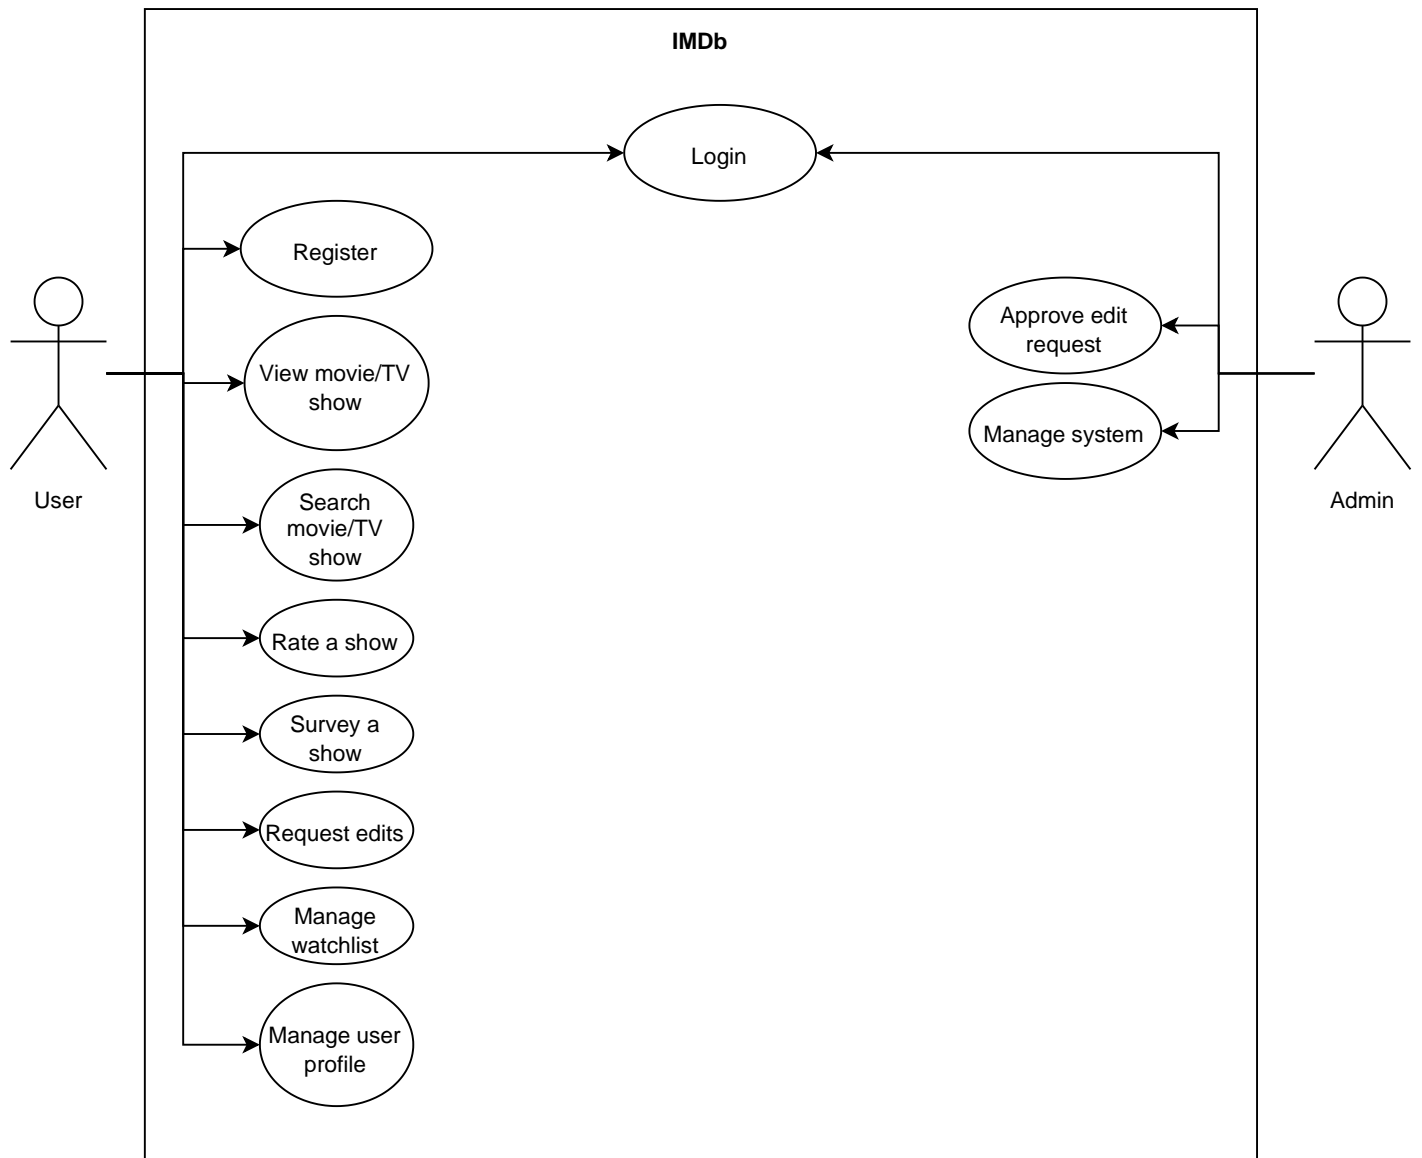 IMDb
Login
Register
View movie/TV
show
Search
movie/TV
show
Rate a show
Survey a
show
Request edits
Manage
watchlist
Manage user
profile
Approve edit
request
Manage system
User
Admin